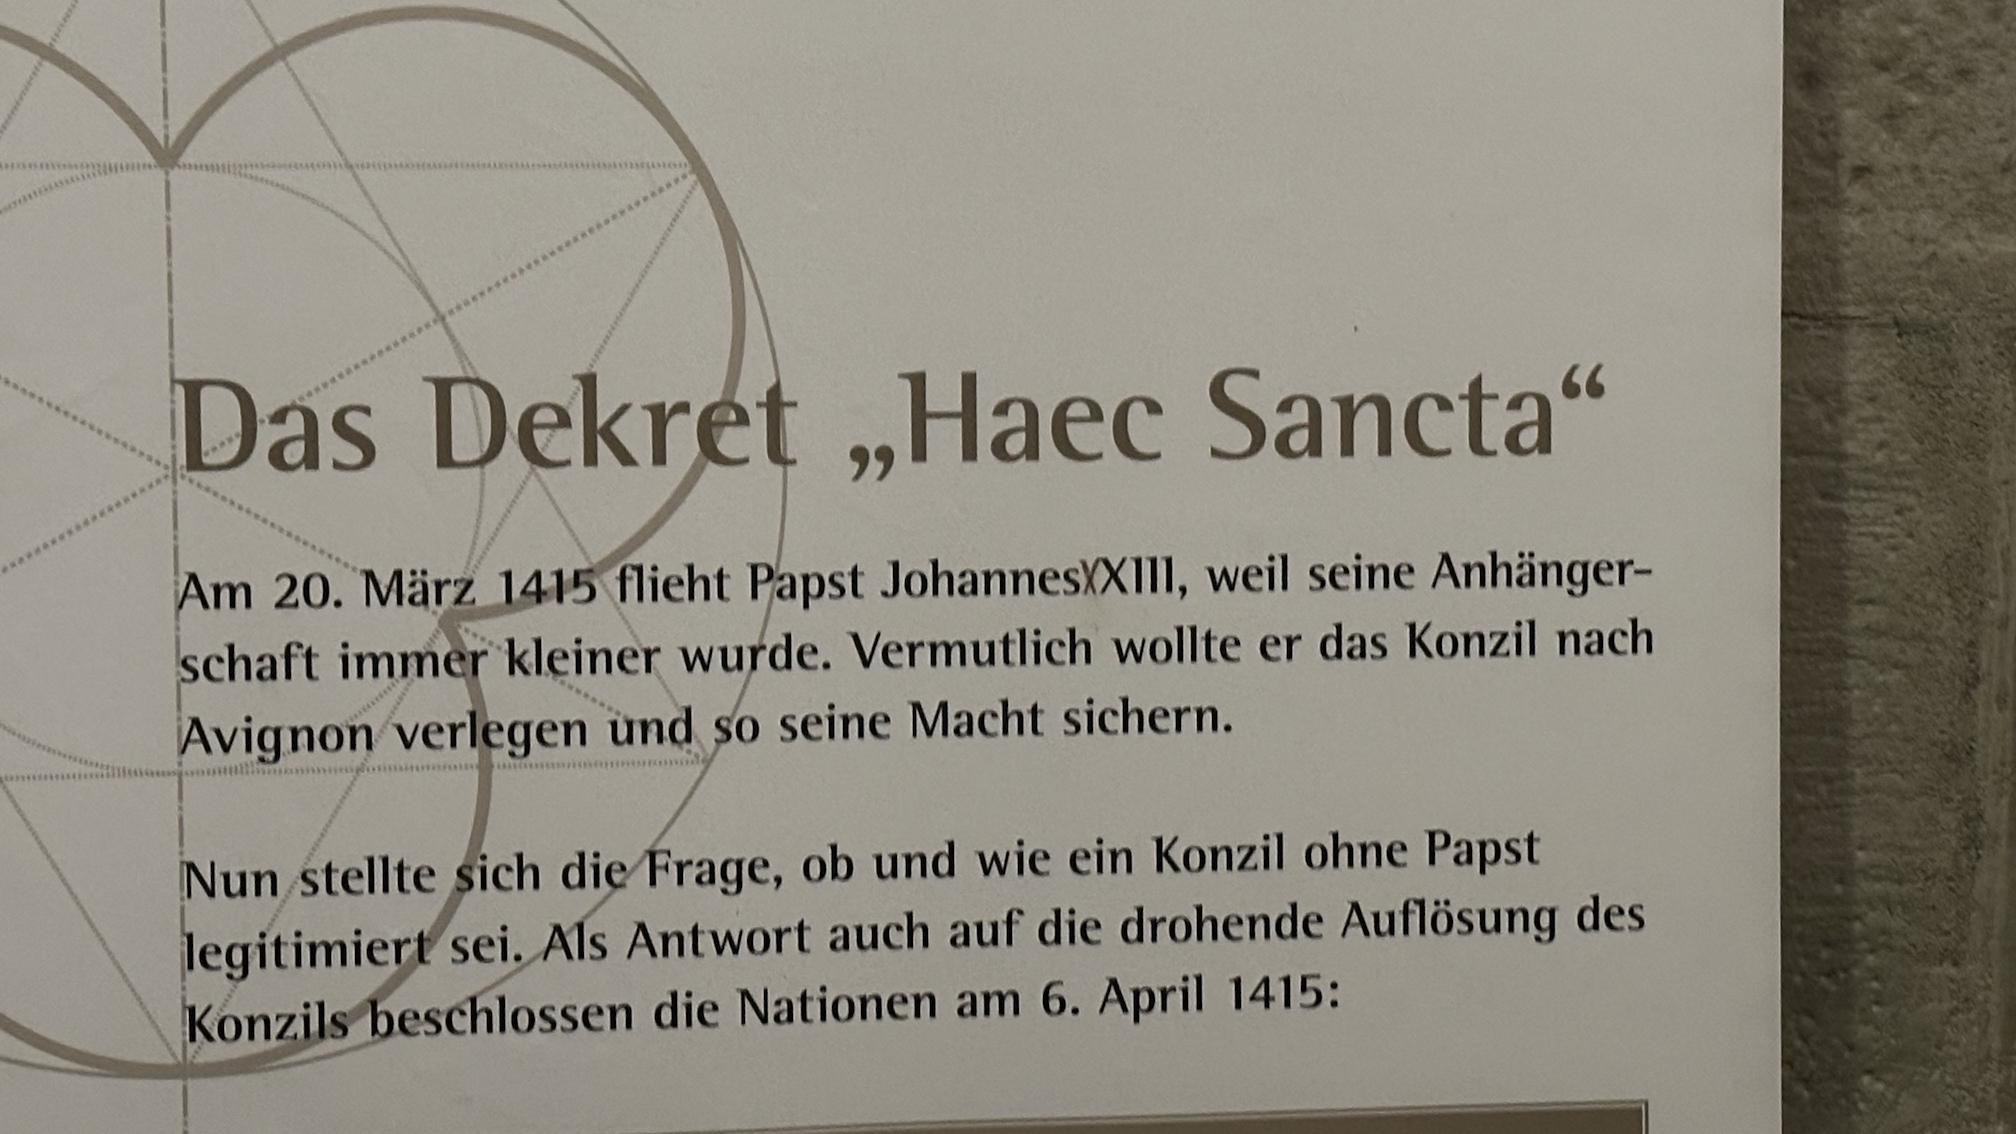 Das Dekret „Haec Sancta“
Am 20. März 1415 flieht Papst Johannes XXIII, weil seine Anhänger-
schaft immer kleiner wurde. Vermutlich wollte er das Konzil nach
Avignon verlegen und so seine Macht sichern.
Nun stellte sich die Frage, ob und wie ein Konzil ohne Papst
legitimiert sei. Als Antwort auch auf die drohende Auflösung des
Konzils beschlossen die Nationen am 6. April 1415: